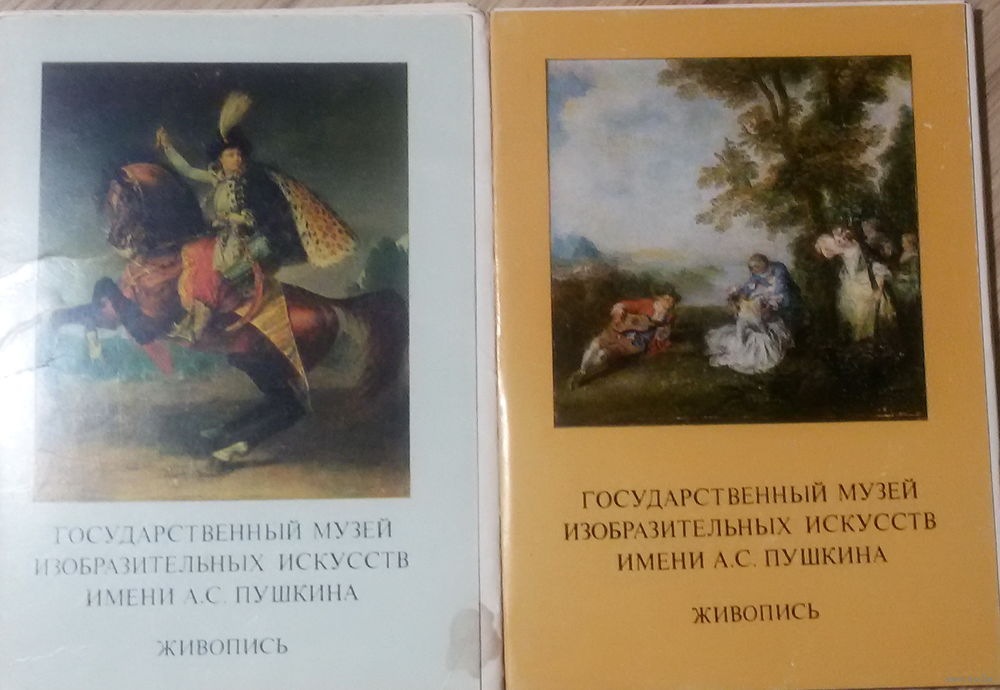 ГОСУДАРСТВЕННЫЙ МУЗЕЙ
ИЗОБРАЗИТЕЛЬНЫХ ИСКУССТВ
ИМЕНИ А.С. ПУШКИНА
ЖИВОПИСЬ
ГОСУДАРСТВЕННЫЙ МУЗЕЙ
ИЗОБРАЗИТЕЛЬНЫХ ИСКУССТВ
ИМЕНИ А.С. ПУШКИНА
ЖИВОПИСЬ